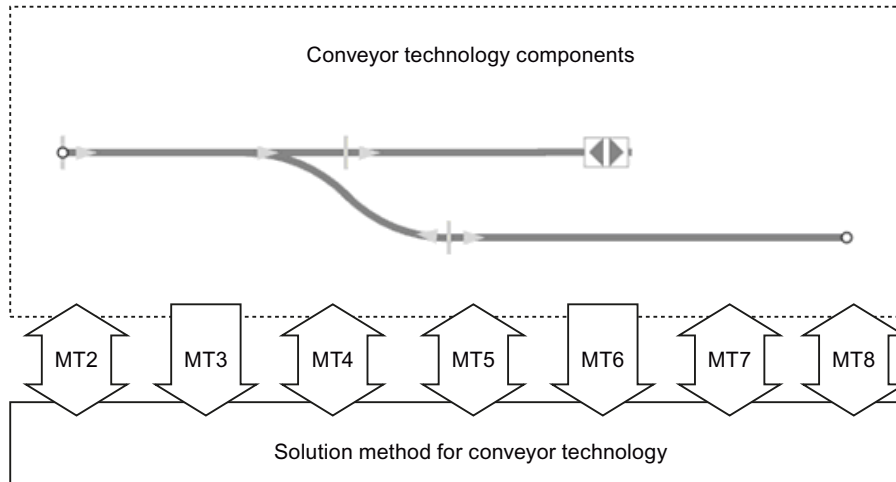 Conveyor technology components
MT2 MT3 MT4 MT5 MT6 MT7 MT8
Solution method for conveyor technology